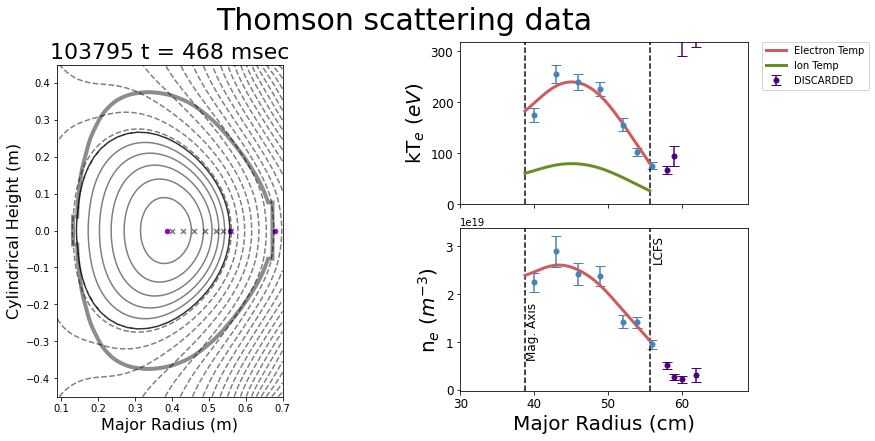 Thomson scattering data
103795 t = 468 msec
Cylindrical Height (m)
0.4
0.3
0.2
0.1
0.0
−0.1
−0.2
−0.3
−0.4
0.1 0.2 0.3 0.4 0.5 0.6 0.7
Major Radius (m)
kTe (eV)
300
200
100
0
Electron Temp
Ion Temp
DISCARDED
1e19
ne (m−3)
3
2
1
0
Mag. Axis
LCFS
30 40 50 60
Major Radius (cm)